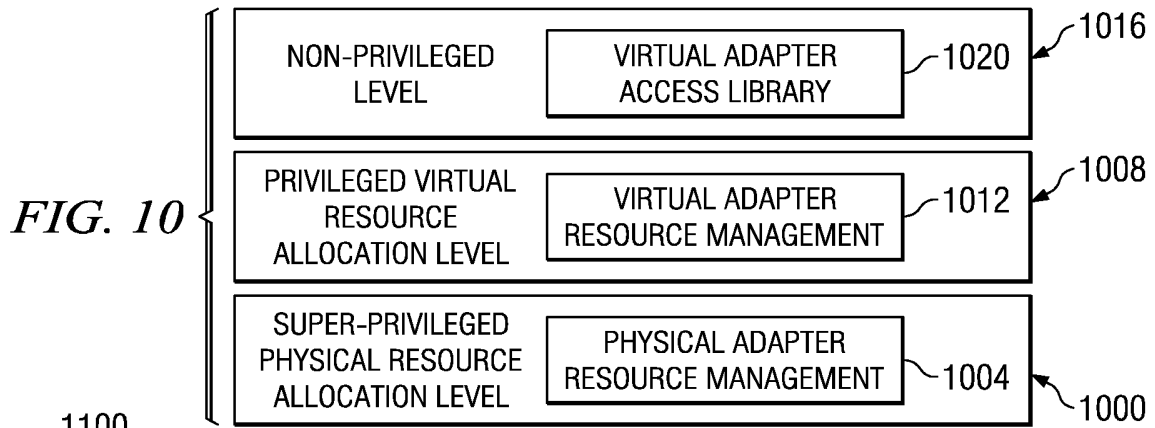 NON-PRIVILEGED
LEVEL
VIRTUAL ADAPTER
ACCESS LIBRARY
1020
1016
FIG. 10
PRIVILEGED VIRTUAL
RESOURCE
ALLOCATION LEVEL
VIRTUAL ADAPTER
RESOURCE MANAGEMENT
1012
1008
SUPER-PRIVILEGED
PHYSICAL RESOURCE
ALLOCATION LEVEL
PHYSICAL ADAPTER
RESOURCE MANAGEMENT
1004
1000
1100